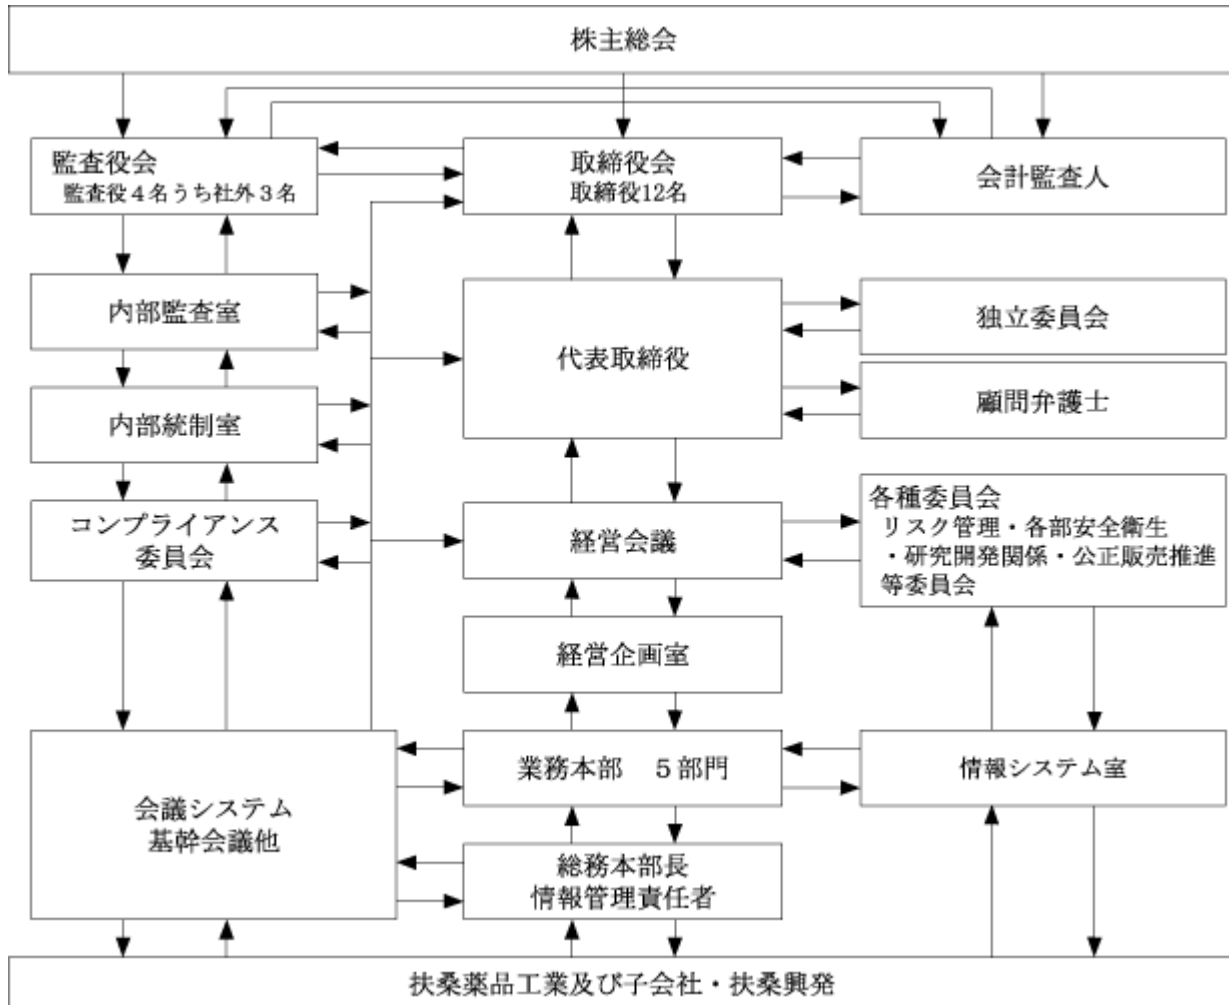 株主総会
監査役会
監査役４名うち社外３名
取締役会
取締役12名
会計監査人
内部監査室
代表取締役
独立委員会
顧問弁護士
内部統制室
コンプライアンス
委員会
経営会議
各種委員会
リスク管理・各部安全衛生
・研究開発関係・公正販売推進
等委員会
経営企画室
会議システム
基幹会議他
業務本部　５部門
情報システム室
総務本部長
情報管理責任者
扶桑薬品工業及び子会社・扶桑興発